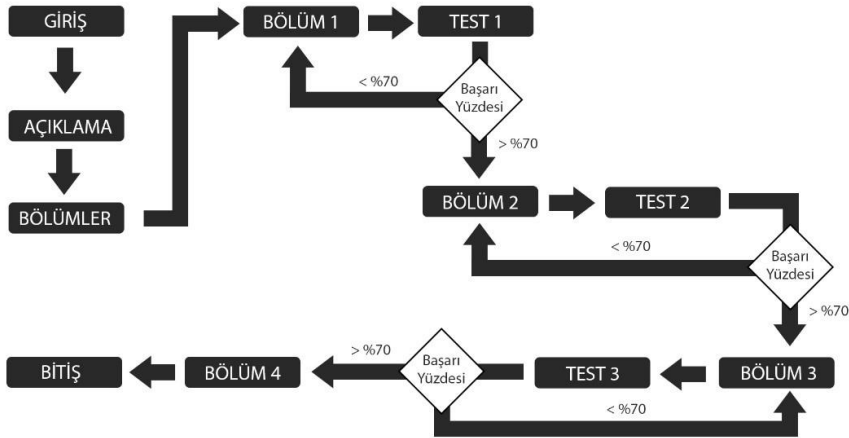 GİRİŞ
AÇIKLAMA
BÖLÜMLER
BÖLÜM 1
TEST 1
< %70
Başarı
Yüzdesi
> %70
BÖLÜM 2
TEST 2
< %70
Başarı
Yüzdesi
> %70
BÖLÜM 3
TEST 3
Başarı
Yüzdesi
< %70
> %70
BÖLÜM 4
BİTİŞ